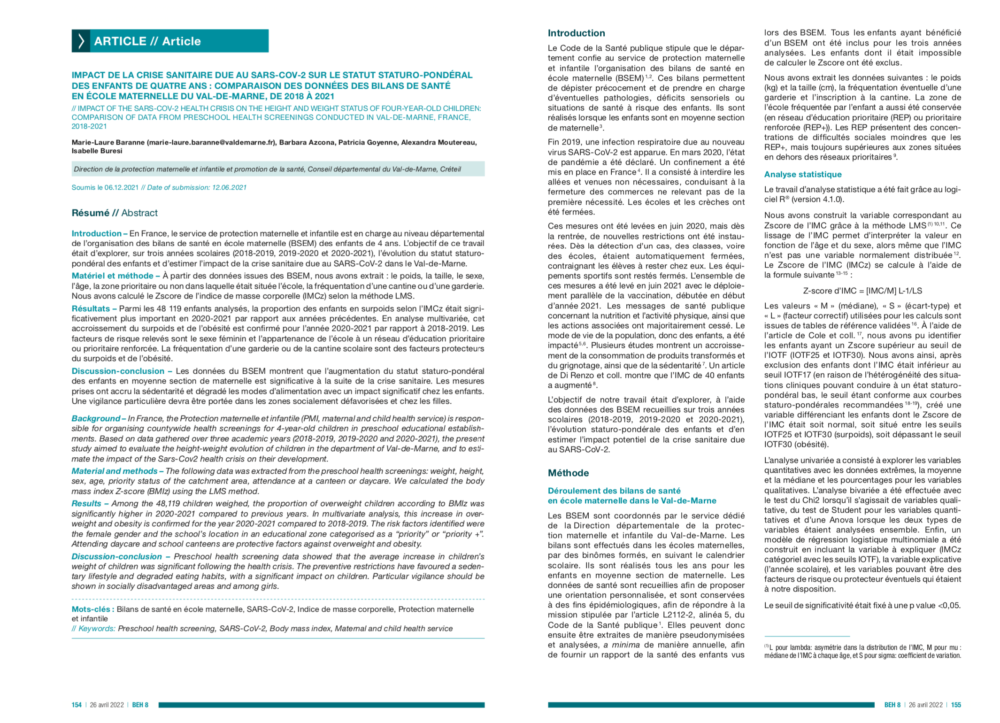 ARTICLE // Article
IMPACT DE LA CRISE SANITAIRE DUE AU SARS-COV-2 SUR LE STATUT STATURO-PONDÉRAL
DES ENFANTS DE QUATRE ANS : COMPARAISON DES DONNÉES DES BILANS DE SANTÉ
EN ÉCOLE MATERNELLE DU VAL-DE-MARNE, DE 2018 À 2021
// IMPACT OF THE SARS-COV-2 HEALTH CRISIS ON THE HEIGHT AND WEIGHT STATUS OF FOUR-YEAR-OLD CHILDREN:
COMPARISON OF DATA FROM PRESCHOOL HEALTH SCREENINGS CONDUCTED IN VAL-DE-MARNE, FRANCE,
2018-2021
Marie-Laure Baranne (marie-laure.baranne@valdemarne.fr), Barbara Azcona, Patricia Goyenne, Alexandra Moutereau,
Isabelle Buresi
Direction de la protection maternelle et infantile et promotion de la santé, Conseil départemental du Val-de-Marne, Créteil
Soumis le 06.12.2021 // Date of submission: 12.06.2021
Résumé // Abstract
Introduction – En France, le service de protection maternelle et infantile est en charge au niveau départemental
de l'organisation des bilans de santé en école maternelle (BSEM) des enfants de 4 ans. L'objectif de ce travail
était d'explorer, sur trois années scolaires (2018-2019, 2019-2020 et 2020-2021), l'évolution du statut staturo-
pondéral des enfants et d'estimer l'impact de la crise sanitaire due au SARS-CoV-2 dans le Val-de-Marne.
Matériel et méthode – À partir des données issues des BSEM, nous avons extrait : le poids, la taille, le sexe,
l'âge, la zone prioritaire ou non dans laquelle était située l'école, la fréquentation d'une cantine ou d'une garderie.
Nous avons calculé le Zscore de l'indice de masse corporelle (IMCz) selon la méthode LMS.
Résultats – Parmi les 48 119 enfants analysés, la proportion des enfants en surpoids selon l'IMCz était signi-
ficativement plus important en 2020-2021 par rapport aux années précédentes. En analyse multivariée, cet
accroissement du surpoids et de l'obésité est confirmé pour l'année 2020-2021 par rapport à 2018-2019. Les
facteurs de risque relevés sont le sexe féminin et l'appartenance de l'école à un réseau d'éducation prioritaire
ou prioritaire renforcée. La fréquentation d'une garderie ou de la cantine scolaire sont des facteurs protecteurs
du surpoids et de l'obésité.
Discussion-conclusion – Les données du BSEM montrent que l'augmentation du statut staturo-pondéral
des enfants en moyenne section de maternelle est significative à la suite de la crise sanitaire. Les mesures
prises ont accru la sédentarité et dégradé les modes d'alimentation avec un impact significatif chez les enfants.
Une vigilance particulière devra être portée dans les zones socialement défavorisées et chez les filles.
Background – In France, the Protection maternelle et infantile (PMI, maternal and child health service) is respon-
sible for organising countywide health screenings for 4-year-old children in preschool educational establish-
ments. Based on data gathered over three academic years (2018-2019, 2019-2020 and 2020-2021), the present
study aimed to evaluate the height-weight evolution of children in the department of Val-de-Marne, and to esti-
mate the impact of the Sars-Cov2 health crisis on their development.
Material and methods – The following data was extracted from the preschool health screenings: weight, height,
sex, age, priority status of the catchment area, attendance at a canteen or daycare. We calculated the body
mass index Z-score (BMIz) using the LMS method.
Results – Among the 48,119 children weighed, the proportion of overweight children according to BMIz was
significantly higher in 2020-2021 compared to previous years. In multivariate analysis, this increase in over-
weight and obesity is confirmed for the year 2020-2021 compared to 2018-2019. The risk factors identified were
the female gender and the school's location in an educational zone categorised as a “priority” or “priority +”.
Attending daycare and school canteens are protective factors against overweight and obesity.
Discussion-conclusion – Preschool health screening data showed that the average increase in children's
weight of children was significant following the health crisis. The preventive restrictions have favoured a seden-
tary lifestyle and degraded eating habits, with a significant impact on children. Particular vigilance should be
shown in socially disadvantaged areas and among girls.
Mots-clés : Bilans de santé en école maternelle, SARS-CoV-2, Indice de masse corporelle, Protection maternelle
et infantile
// Keywords: Preschool health screening, SARS-CoV-2, Body mass index, Maternal and child health service
154 | 26 avril 2022 | BEH 8
Introduction
Le Code de la Santé publique stipule que le dépar-
tement confie au service de protection maternelle
et infantile l'organisation des bilans de santé en
école maternelle (BSEM) 1,2. Ces bilans permettent
de dépister précocement et de prendre en charge
d'éventuelles pathologies, déficits sensoriels ou
situations de santé à risque des enfants. Ils sont
réalisés lorsque les enfants sont en moyenne section
de maternelle 3.
Fin 2019, une infection respiratoire due au nouveau
virus SARS-CoV-2 est apparue. En mars 2020, l'état
de pandémie a été déclaré. Un confinement a été
mis en place en France 4. Il a consisté à interdire les
allées et venues non nécessaires, conduisant à la
fermeture des commerces ne relevant pas de la
première nécessité. Les écoles et les crèches ont
été fermées.
Ces mesures ont été levées en juin 2020, mais dès
la rentrée, de nouvelles restrictions ont été instau-
rées. Dès la détection d'un cas, des classes, voire
des écoles, étaient automatiquement fermées,
contraignant les élèves à rester chez eux. Les équi-
pements sportifs sont restés fermés. L'ensemble de
ces mesures a été levé en juin 2021 avec le déploie-
ment parallèle de la vaccination, débutée en début
d'année 2021. Les messages de santé publique
concernant la nutrition et l'activité physique, ainsi que
les actions associées ont majoritairement cessé. Le
mode de vie de la population, donc des enfants, a été
impacté 5,6. Plusieurs études montrent un accroisse-
ment de la consommation de produits transformés et
du grignotage, ainsi que de la sédentarité 7. Un article
de Di Renzo et coll. montre que l'IMC de 40 enfants
a augmenté 8.
L'objectif de notre travail était d'explorer, à l'aide
des données des BSEM recueillies sur trois années
scolaires (2018-2019, 2019-2020 et 2020-2021),
l'évolution staturo-pondérale des enfants et d'en
estimer l'impact potentiel de la crise sanitaire due
au SARS-CoV-2.
Méthode
Déroulement des bilans de santé
en école maternelle dans le Val-de-Marne
Les BSEM sont coordonnés par le service dédié
de la Direction départementale de la protec-
tion maternelle et infantile du Val-de-Marne. Les
bilans sont effectués dans les écoles maternelles,
par des binômes formés, en suivant le calendrier
scolaire. Ils sont réalisés tous les ans pour les
enfants en moyenne section de maternelle. Les
données de santé sont recueillies afin de proposer
une orientation personnalisée, et sont conservées
à des fins épidémiologiques, afin de répondre à la
mission stipulée par l'article L2112-2, alinéa 5, du
Code de la Santé publique 1. Elles peuvent donc
ensuite être extraites de manière pseudonymisées
et analysées, a minima de manière annuelle, afin
de fournir un rapport de la santé des enfants vus
lors des BSEM. Tous les enfants ayant bénéficié
d'un BSEM ont été inclus pour les trois années
analysées. Les enfants dont il était impossible
de calculer le Zscore ont été exclus.
Nous avons extrait les données suivantes : le poids
(kg) et la taille (cm), la fréquentation éventuelle d'une
garderie et l'inscription à la cantine. La zone de
l'école fréquentée par l'enfant a aussi été conservée
(en réseau d'éducation prioritaire (REP) ou prioritaire
renforcée (REP+)). Les REP présentent des concen-
trations de difficultés sociales moindres que les
REP+, mais toujours supérieures aux zones situées
en dehors des réseaux prioritaires 9.
Analyse statistique
Le travail d'analyse statistique a été fait grâce au logi-
ciel R® (version 4.1.0).
Nous avons construit la variable correspondant au
Zscore de l'IMC grâce à la méthode LMS (1) 10,11. Ce
lissage de l'IMC permet d'interpréter la valeur en
fonction de l'âge et du sexe, alors même que l'IMC
n'est pas une variable normalement distribuée 12.
Le Zscore de l'IMC (IMCz) se calcule à l'aide de
la formule suivante 13-15 :
Z-score d'IMC = [IMC/M] L-1/LS
Les valeurs « M » (médiane), « S » (écart-type) et
« L » (facteur correctif) utilisées pour les calculs sont
issues de tables de référence validées 16. À l'aide de
l'article de Cole et coll. 17, nous avons pu identifier
les enfants ayant un Zscore supérieur au seuil de
l'IOTF (IOTF25 et IOTF30). Nous avons ainsi, après
exclusion des enfants dont l'IMC était inférieur au
seuil IOTF17 (en raison de l'hétérogénéité des situa-
tions cliniques pouvant conduire à un état staturo-
pondéral bas, le seuil étant conforme aux courbes
staturo-pondérales recommandées 18-19), créé une
variable différenciant les enfants dont le Zscore de
l'IMC était soit normal, soit situé entre les seuils
IOTF25 et IOTF30 (surpoids), soit dépassant le seuil
IOTF30 (obésité).
L'analyse univariée a consisté à explorer les variables
quantitatives avec les données extrêmes, la moyenne
et la médiane et les pourcentages pour les variables
qualitatives. L'analyse bivariée a été effectuée avec
le test du Chi2 lorsqu'il s'agissait de variables quali-
tative, du test de Student pour les variables quanti-
tatives et d'une Anova lorsque les deux types de
variables étaient analysées ensemble. Enfin, un
modèle de régression logistique multinomiale a été
construit en incluant la variable à expliquer (IMCz
catégoriel avec les seuils IOTF), la variable explicative
(l'année scolaire), et les variables pouvant être des
facteurs de risque ou protecteur éventuels qui étaient
à notre disposition.
Le seuil de significativité était fixé à une p value <0,05.
(1) L pour lambda: asymétrie dans la distribution de l'IMC, M pour mu :
médiane de l'IMC à chaque âge, et S pour sigma: coefficient de variation.
BEH 8 | 26 avril 2022 | 155